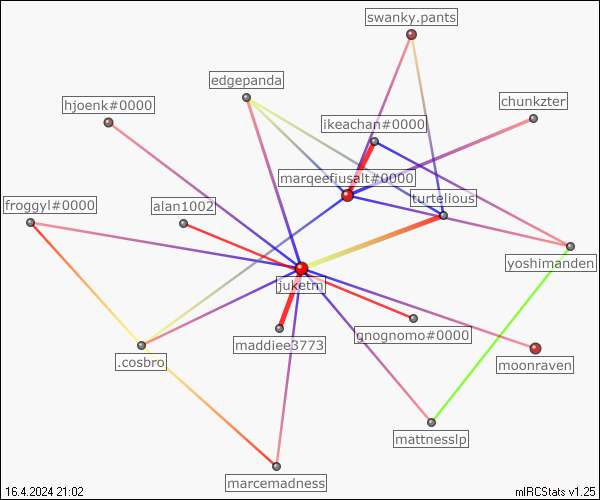 swanky.pants
edgepanda
hjoenk#0000
chunkzter
ikeachan#0000
marqeefiusalt#0000
turtelious
froggyl#0000
alan1002
yoshimanden
juketm
maddiee3773
gnognomo#0000
.cosbro
moonraven
mattnesslp
marcemadness
16.4.2024 21:02
mIRCStats v1.25